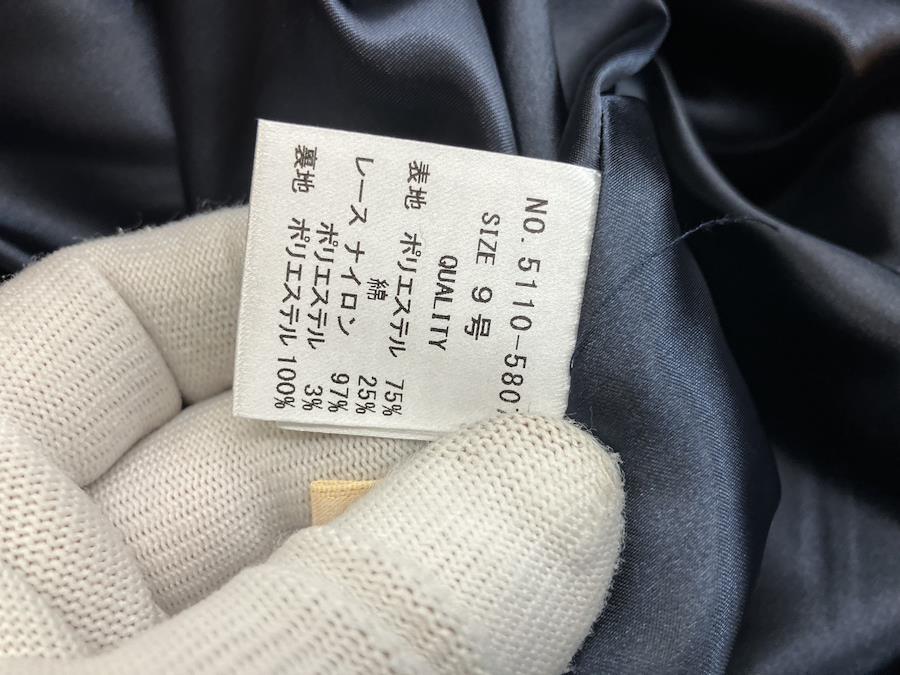 NO. 5110-5807
SIZE 9号
QUALITY
表地 ポリエステル 75%
綿 25%
レース ナイロン 97%
ポリエステル 3%
裏地 ポリエステル 100%